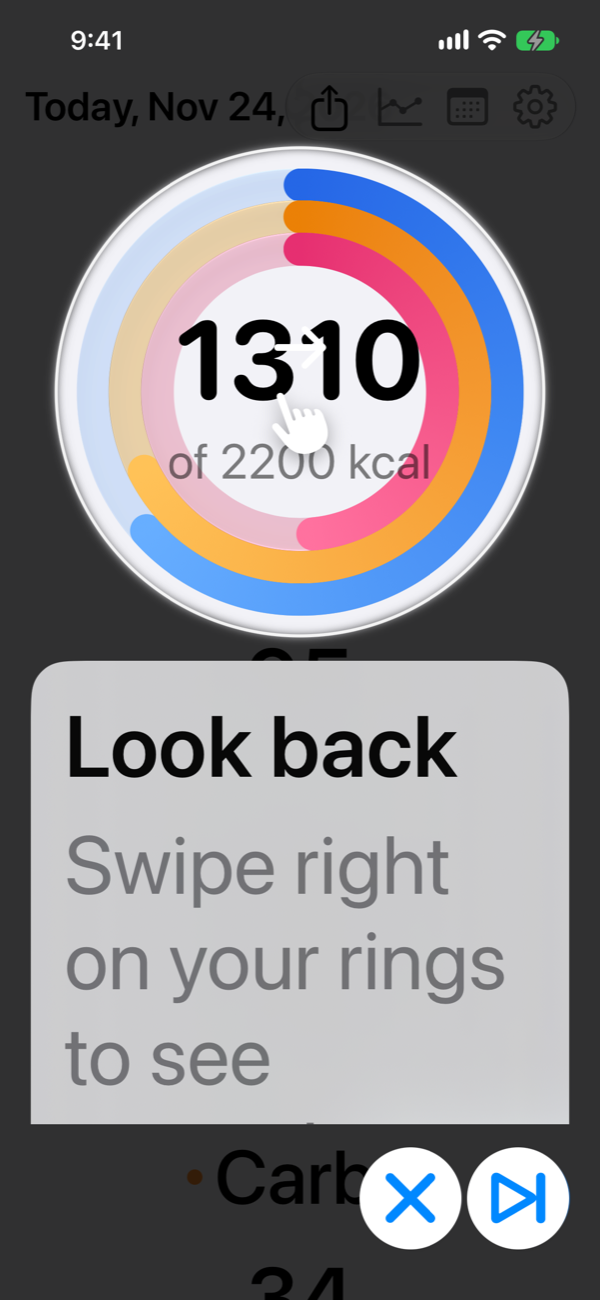 9:41
Today, Nov 24,
1310
of 2200 kcal
Look back
Swipe right
on your rings
to see
Carb
34